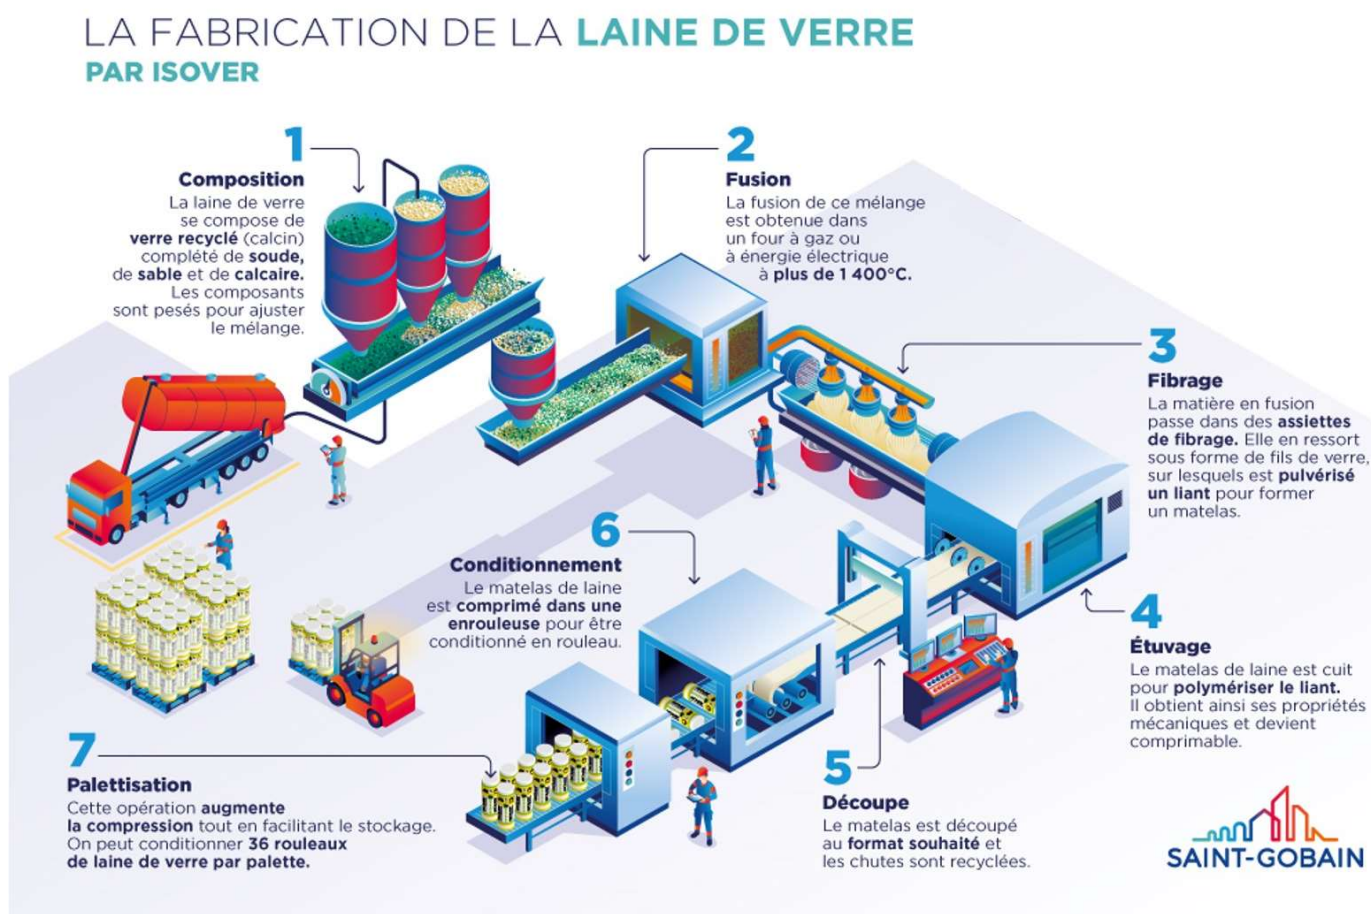 LA FABRICATION DE LA LAINE DE VERRE
PAR ISOVER
1
Composition
La laine de verre
se compose de
verre recyclé (calcin)
complété de soude,
de sable et de calcaire.
Les composants
sont pesés pour ajuster
le mélange.
2
Fusion
La fusion de ce mélange
est obtenue dans
un four à gaz ou
à énergie électrique
à plus de 1 400°C.
3
Fibrage
La matière en fusion
passe dans des assiettes
de fibrage. Elle en ressort
sous forme de fils de verre,
sur lesquels est pulvérisé
un liant pour former
un matelas.
4
Étuvage
Le matelas de laine est cuit
pour polymériser le liant.
Il obtient ainsi ses propriétés
mécaniques et devient
comprimable.
5
Découpe
Le matelas est découpé
au format souhaité et
les chutes sont recyclées.
6
Conditionnement
Le matelas de laine
est comprimé dans une
enrouleuse pour être
conditionné en rouleau.
7
Palettisation
Cette opération augmente
la compression tout en facilitant le stockage.
On peut conditionner 36 rouleaux
de laine de verre par palette.
SAINT-GOBAIN